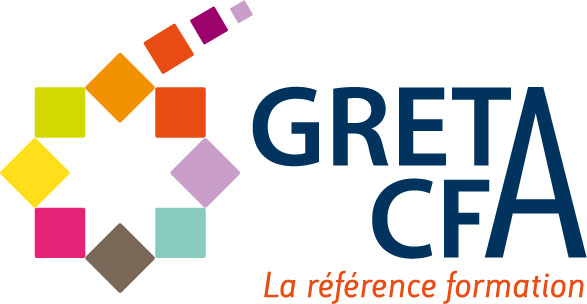 GRETA
CFA
La référence formation